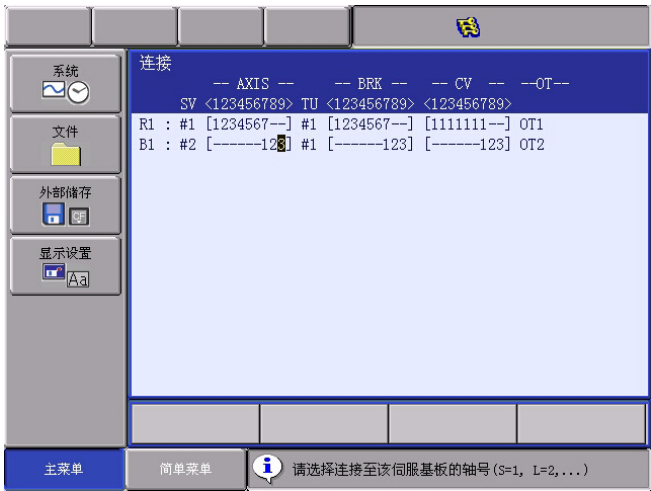 连接
-- AXIS -- -- BRK -- -- CV -- --OT--
SV <123456789> TU <123456789> <123456789>
R1 : #1 [1234567--] #1 [1234567--] [1111111--] OT1
B1 : #2 [------123] #1 [------123] [------123] OT2
系统
文件
外部储存
CF
显示设置
Aa
主菜单
简单菜单
请选择连接至该伺服基板的轴号(S=1, L=2,...)